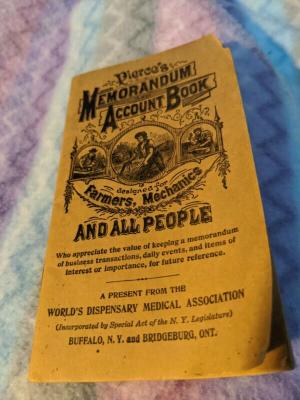 Pierce's
MEMORANDUM
ACCOUNT BOOK
designed for
Farmers, Mechanics
AND ALL PEOPLE
Who appreciate the value of keeping a memorandum
of business transactions, daily events, and items of
interest or importance, for future reference.
A PRESENT FROM THE
WORLD'S DISPENSARY MEDICAL ASSOCIATION
(Incorporated by Special Act of the N. Y. Legislature)
BUFFALO, N. Y. and BRIDGEBURG, ONT.